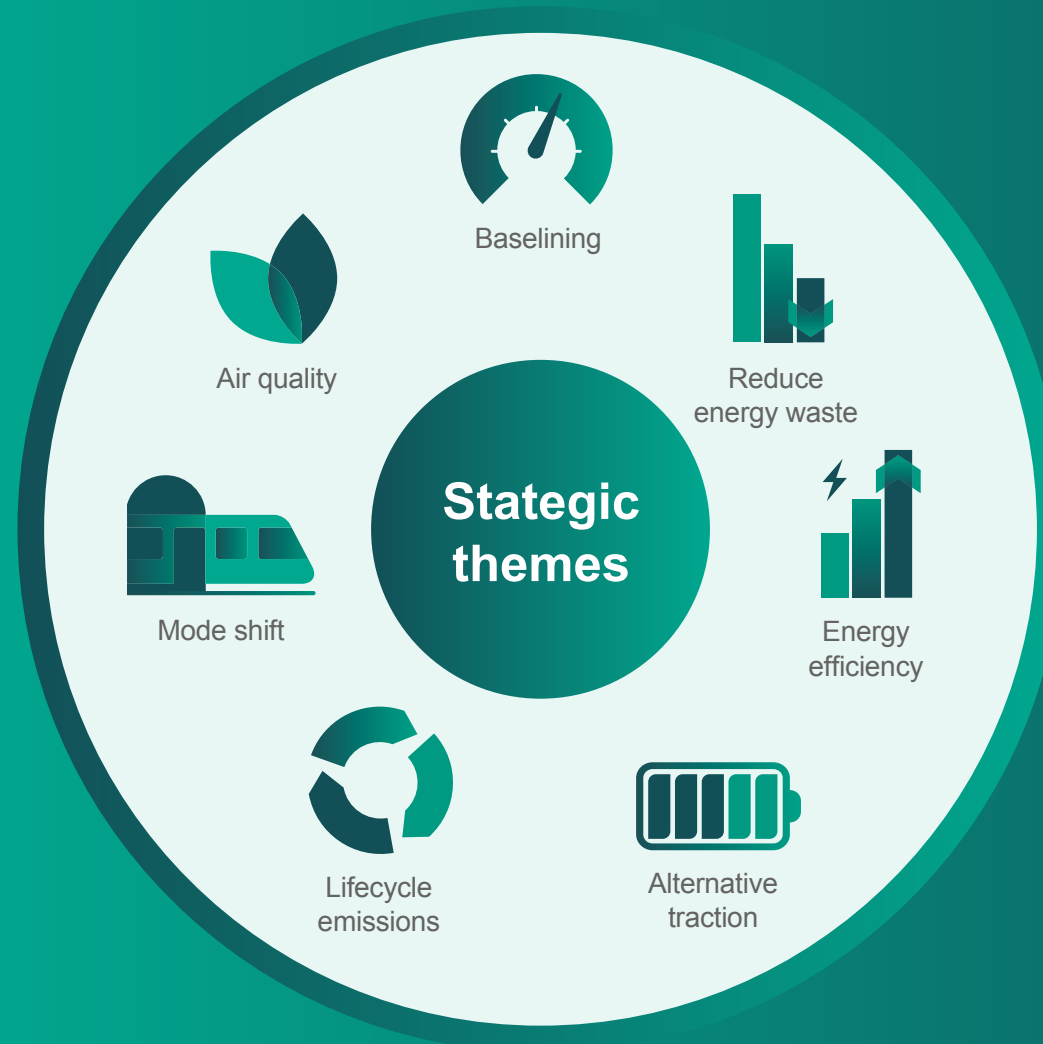 Baselining
Reduce
energy waste
Energy
efficiency
Alternative
traction
Lifecycle
emissions
Mode shift
Air quality
Stategic
themes